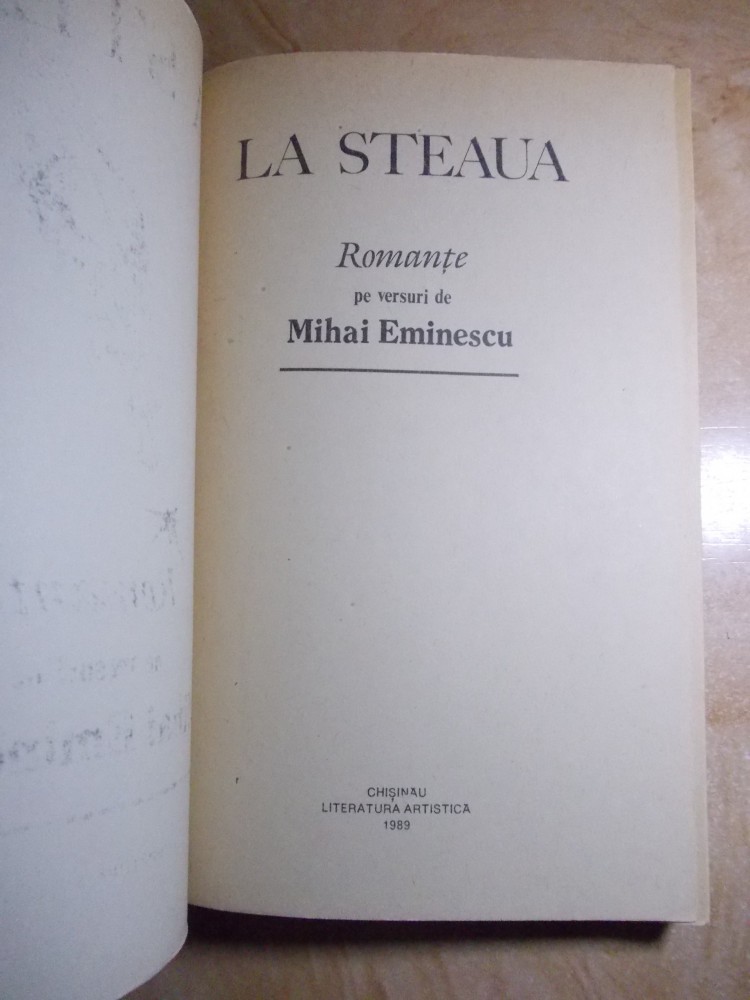 LA STEAUA
Romanțe
pe versuri de
Mihai Eminescu
CHIȘINĂU
LITERATURA ARTISTICĂ
1989